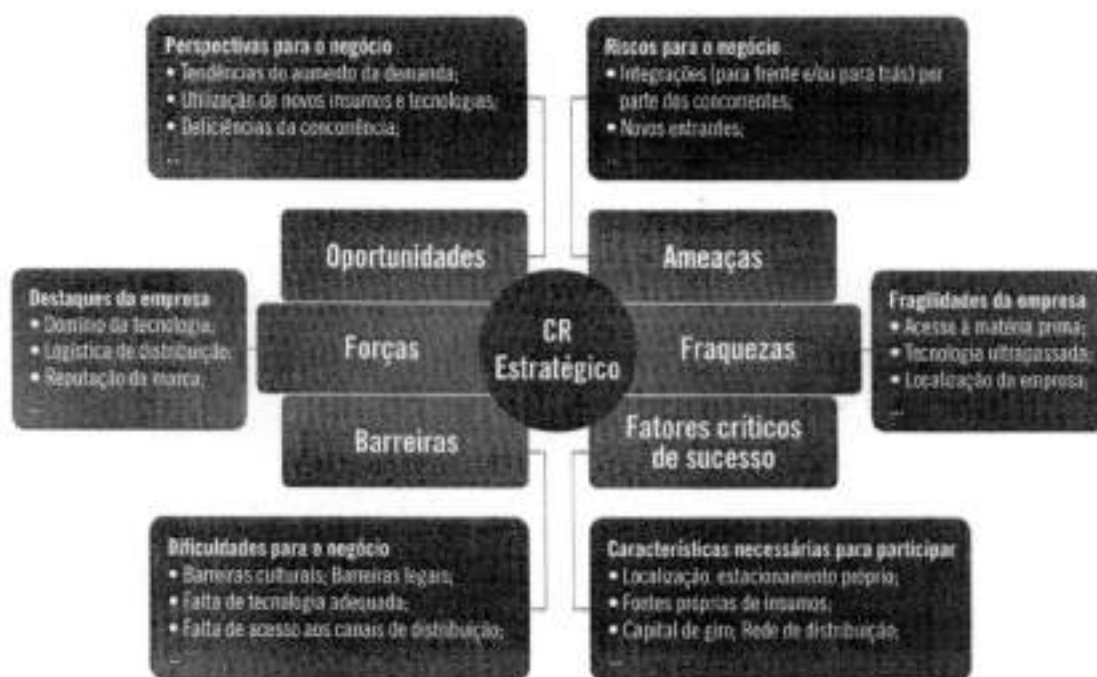 Perspectivas para o negócio
• Tendências do aumento da demanda;
• Utilização de novos insumos e tecnologias;
• Deficiências da concorrência;
...
Riscos para o negócio
• Integrações (para frente e/ou para trás) por
parte dos concorrentes;
• Novos entrantes;
...
Oportunidades
Ameaças
Destaques da empresa
• Domínio da tecnologia;
• Logística de distribuição;
• Reputação da marca;
...
Forças
CR
Estratégico
Fraquezas
Fragilidades da empresa
• Acesso à matéria prima;
• Tecnologia ultrapassada;
• Localização da empresa;
...
Barreiras
Fatores críticos
de sucesso
Dificuldades para o negócio
• Barreiras culturais; Barreiras legais;
• Falta de tecnologia adequada;
• Falta de acesso aos canais de distribuição;
...
Características necessárias para participar
• Localização, estacionamento próprio;
• Fontes próprias de insumos;
• Capital de giro; Rede de distribuição;
...